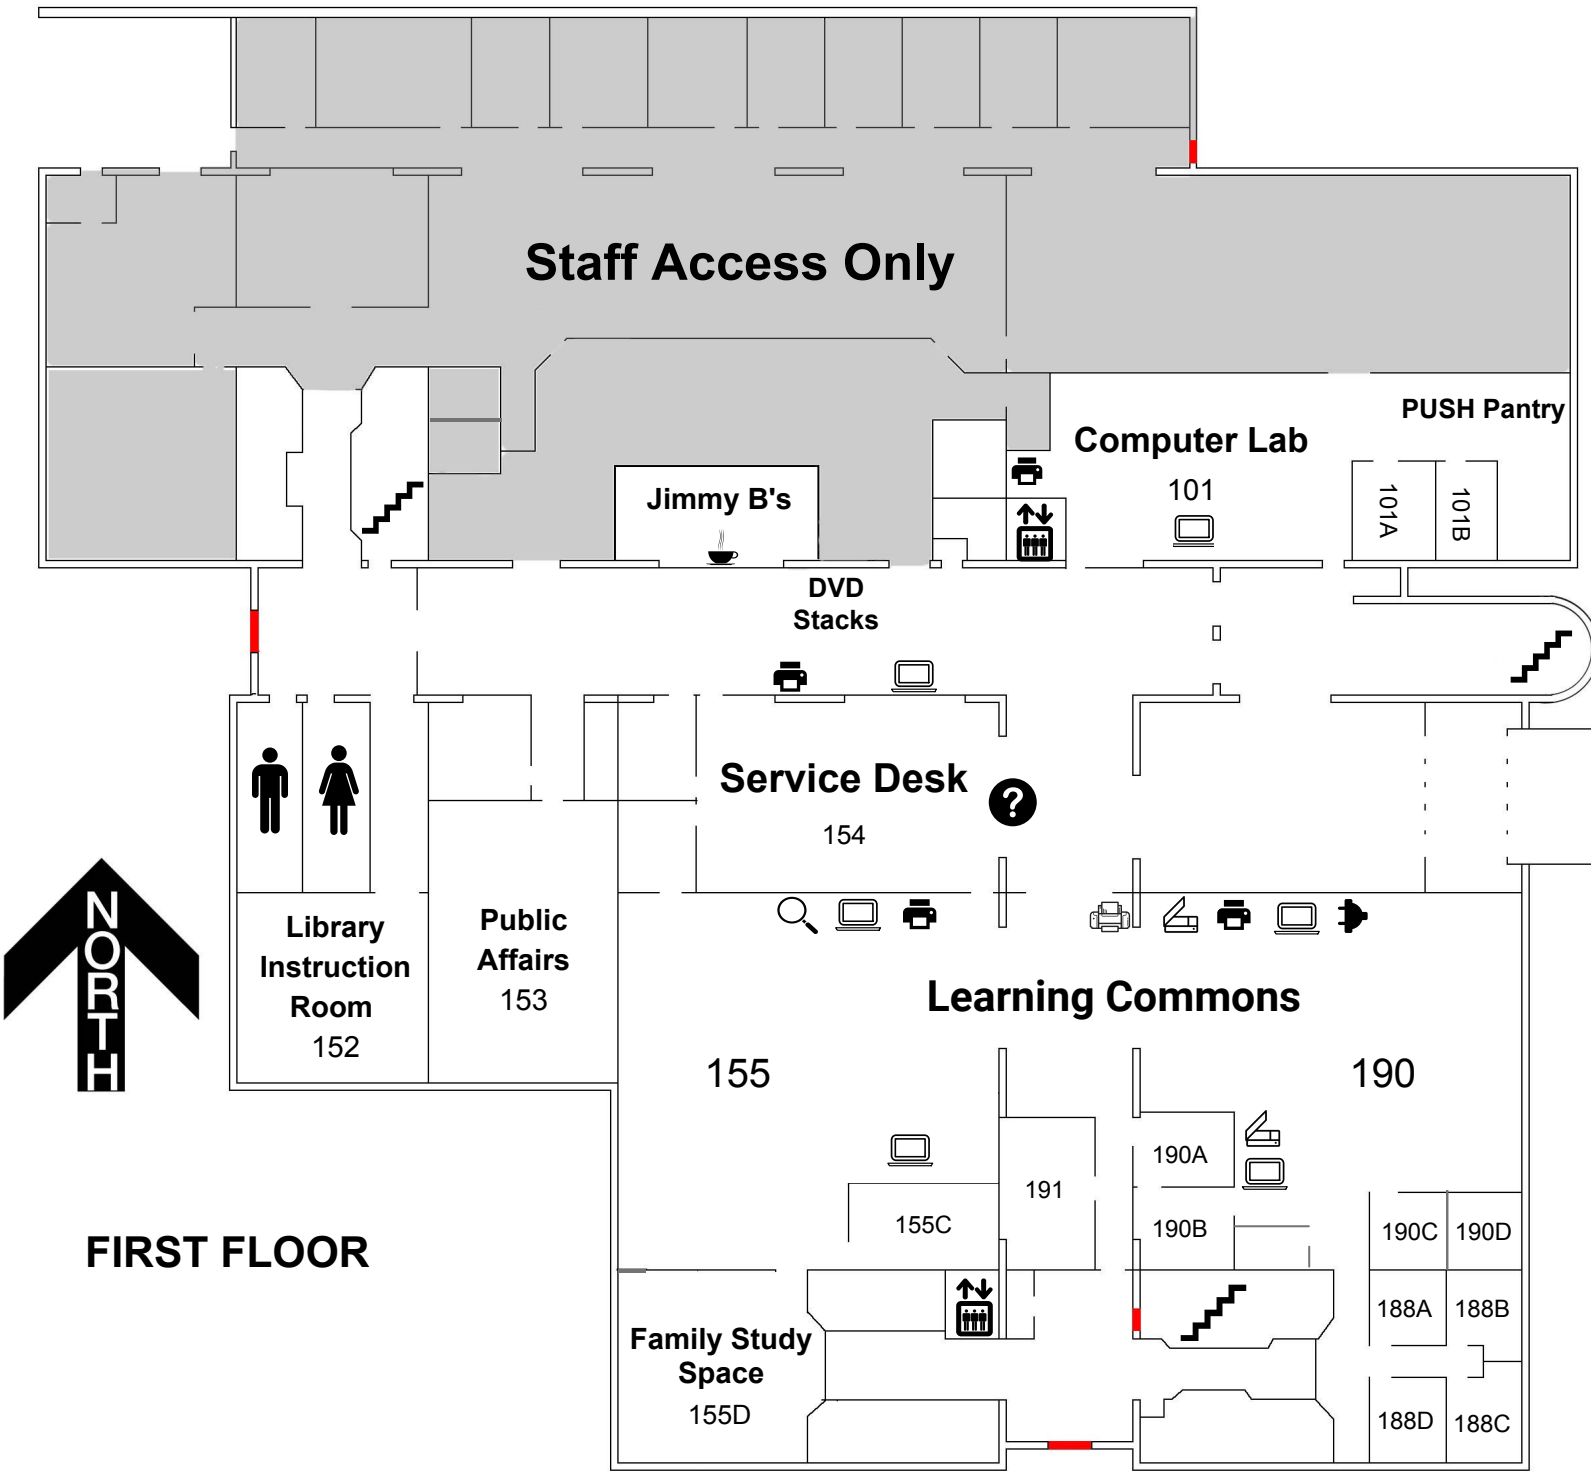 Staff Access Only
PUSH Pantry
Computer Lab
101
101A
101B
Jimmy B's
DVD
Stacks
Service Desk
154
?
NORTH
Library
Instruction
Room
152
Public
Affairs
153
Learning Commons
155
190
190A
191
155C
190B
190C
190D
FIRST FLOOR
188A
188B
Family Study
Space
155D
188D
188C